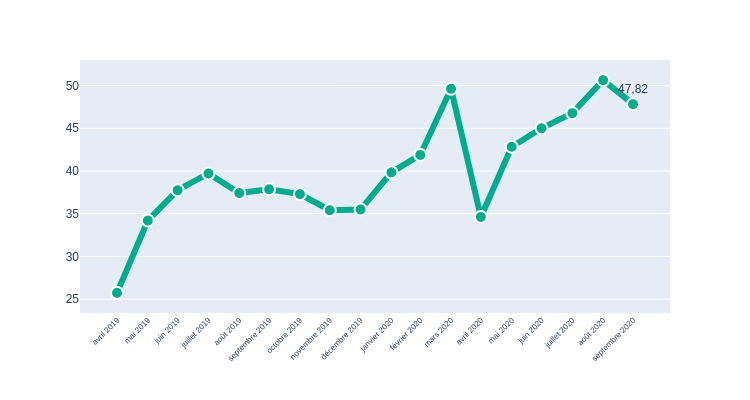 50
45
40
35
30
25
47,82
avril 2019
mai 2019
juin 2019
juillet 2019
août 2019
septembre 2019
octobre 2019
novembre 2019
décembre 2019
janvier 2020
février 2020
mars 2020
avril 2020
mai 2020
juin 2020
juillet 2020
août 2020
septembre 2020